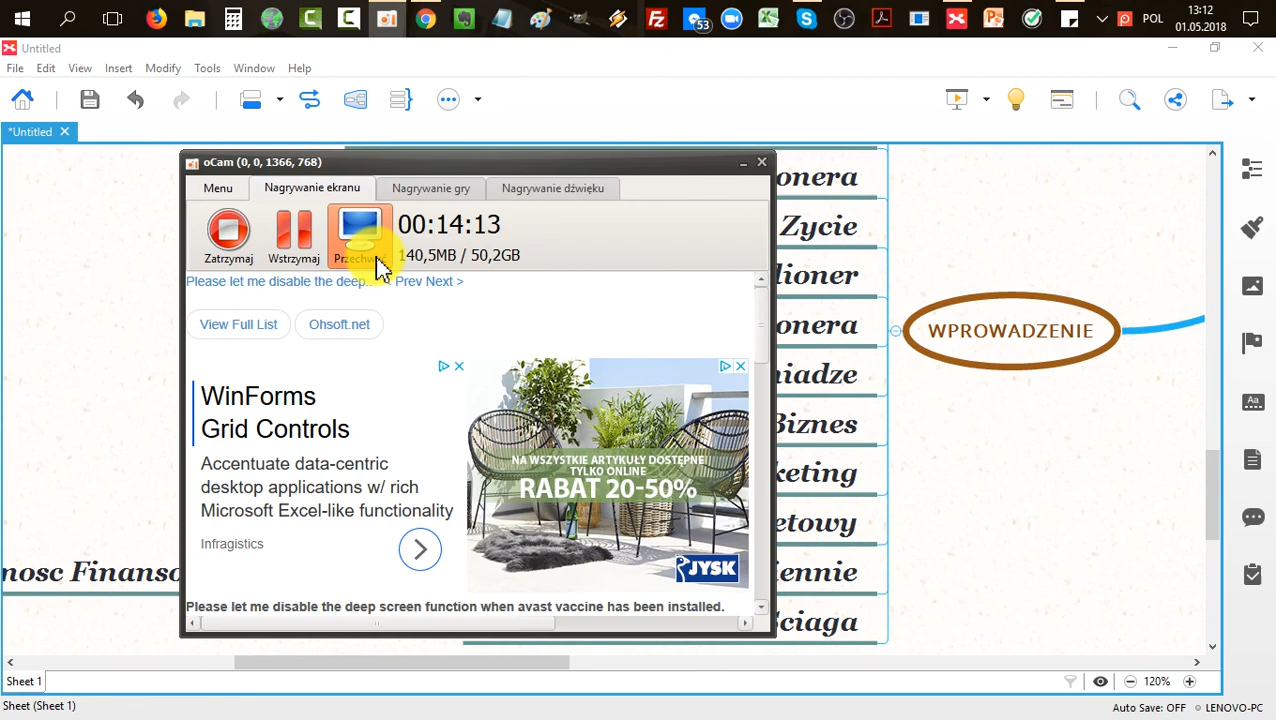 53
POL
13:12
01.05.2018
Untitled
File Edit View Insert Modify Tools Window Help
*Untitled
oCam (0, 0, 1366, 768)
Menu Nagrywanie ekranu Nagrywanie gry Nagrywanie dźwięku
Zatrzymaj Wstrzymaj 00:14:13
140,5MB / 50,2GB
Please let me disable the deep... Prev Next >
View Full List Ohsoft.net
WinForms
Grid Controls
Accentuate data-centric
desktop applications w/ rich
Microsoft Excel-like functionality
Infragistics
NA WSZYSTKIE ARTYKUŁY DOSTĘPNE
TYLKO ONLINE
RABAT 20-50%
JYSK
Please let me disable the deep screen function when avast vaccine has been installed.
onera
Zycie
lioner
onera
niadze
Biznes
keting
etowy
iennie
Sciaga
mosc Finanso
WPROWADZENIE
Aa
Sheet 1
120%
Sheet (Sheet 1)
Auto Save: OFF LENOVO-PC